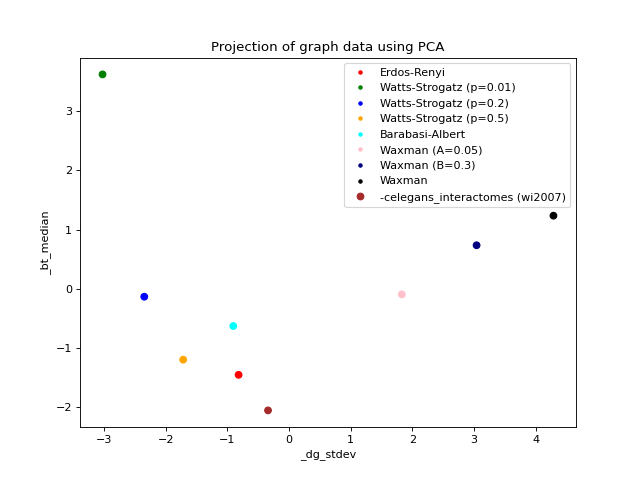 Projection of graph data using PCA
Erdos-Renyi
Watts-Strogatz (p=0.01)
Watts-Strogatz (p=0.2)
Watts-Strogatz (p=0.5)
Barabasi-Albert
Waxman (A=0.05)
Waxman (B=0.3)
Waxman
-celegans_interactomes (wi2007)
_bt_median
3
2
1
0
−1
−2
−3 −2 −1 0 1 2 3 4
_dg_stdev